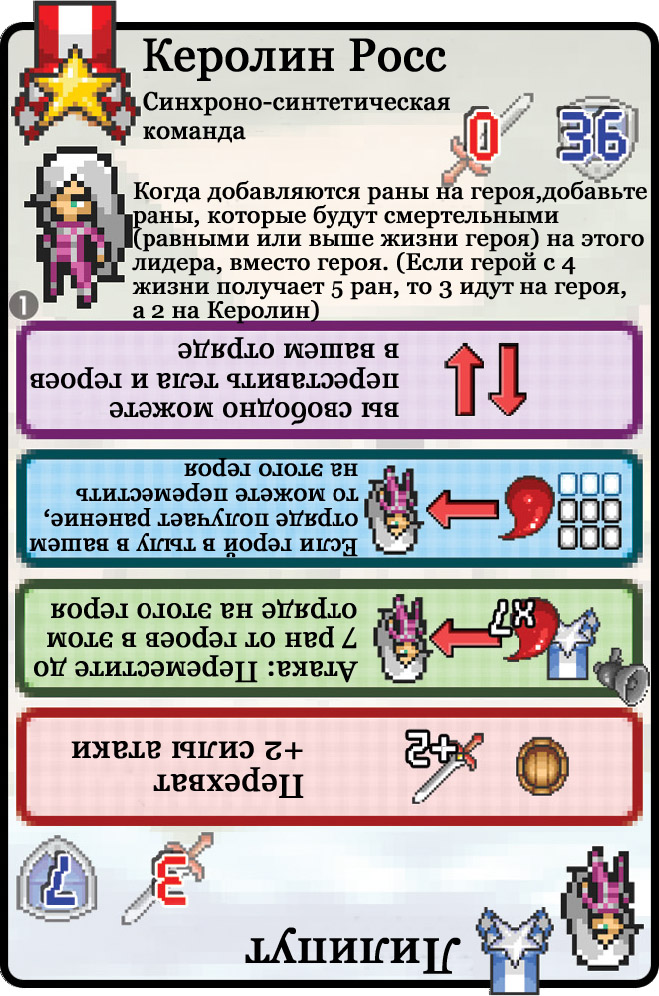 Керолин Росс
Синхроно-синтетическая
команда
0
36
Когда добавляются раны на героя,добавьте
раны, которые будут смертельными
(равными или выше жизни героя) на этого
лидера, вместо героя. (Если герой с 4
жизни получает 5 ран, то 3 идут на героя,
а 2 на Керолин)
1
Лилипут
3
7
+2
Перехват
+2 силы атаки
x7
Атака: Переместите до
7 ран от героев в этом
отряде на этого героя
Если герой в тылу в вашем
отряде получает ранение,
то можете переместить
на этого героя
вы свободно можете
переставить тела и героев
в вашем отряде